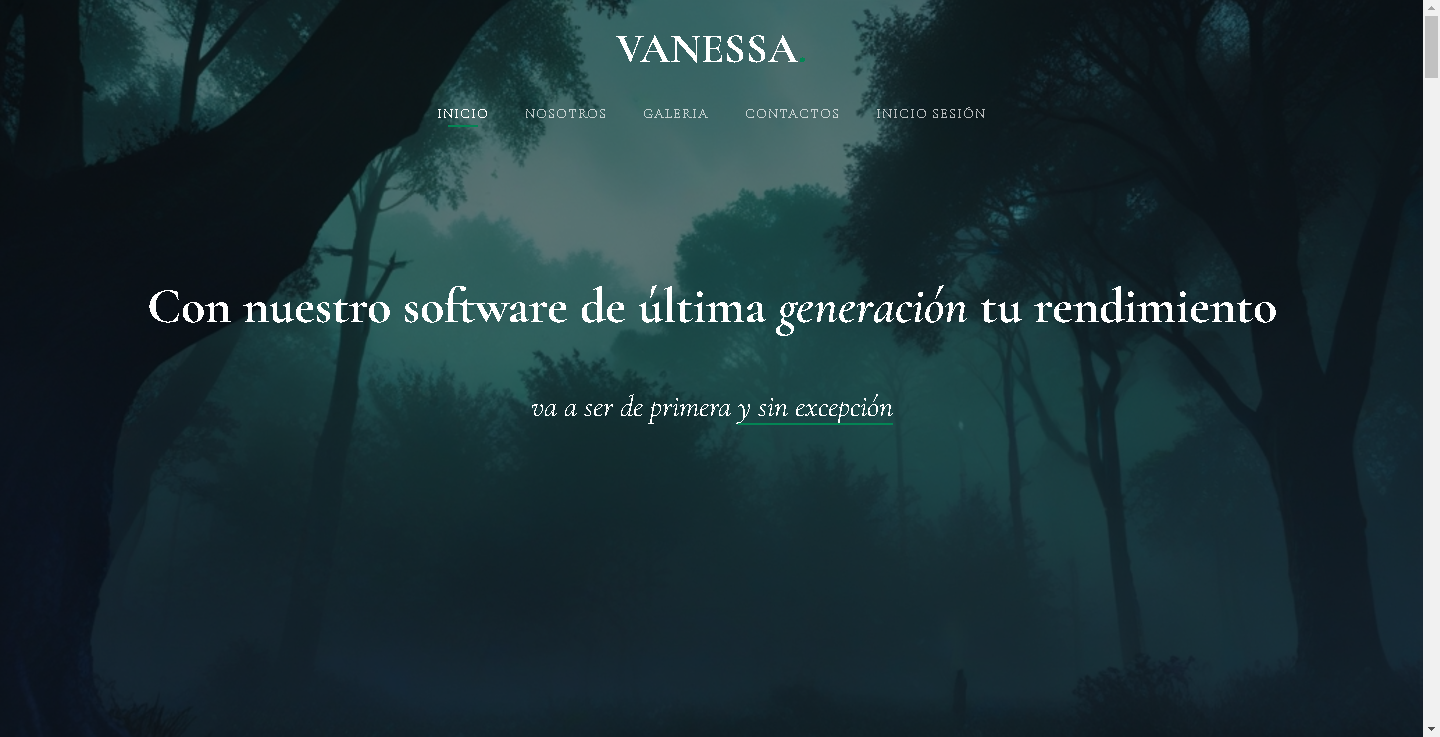 VANESSA.
INICIO NOSOTROS GALERIA CONTACTOS INICIO SESIÓN
Con nuestro software de última generación tu rendimiento
va a ser de primera y sin excepción